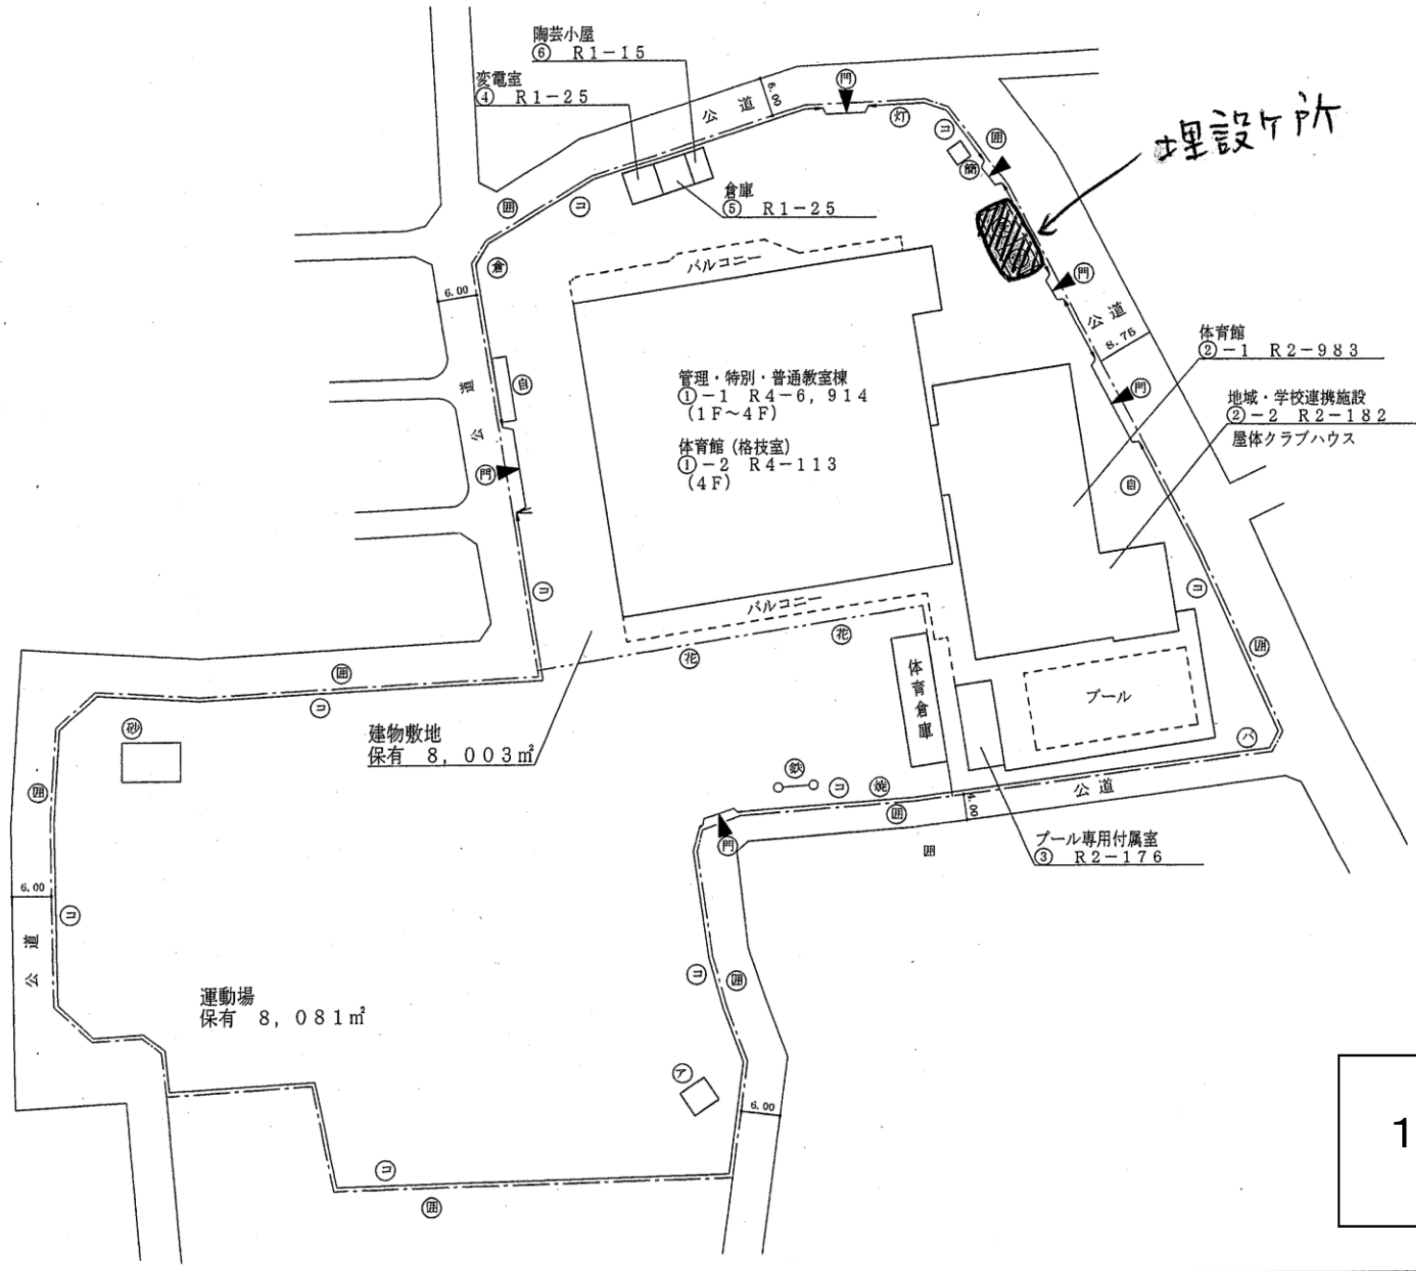 陶芸小屋
⑥ R1-15
変電室
④ R1-25
公道
6.00
門
灯
コ
囲
簡
埋設ケ所
倉庫
⑤ R1-25
囲
コ
倉
バルコニー
6.00
門
公道
8.75
体育館
②-1 R2-983
門
地域・学校連携施設
②-2 R2-182
屋体クラブハウス
管理・特別・普通教室棟
①-1 R4-6,914
(1F～4F)
体育館(格技室)
①-2 R4-113
(4F)
自
公道
門
コ
自
コ
囲
バルコニー
花
花
体育倉庫
プール
バ
囲
コ
砂
囲
建物敷地
保有 8,003㎡
鉄
コ
焼
囲
公道
門
囲
プール専用付属室
③ R2-176
6.00
コ
公道
運動場
保有 8,081㎡
コ
囲
ア
6.00
コ
囲
1